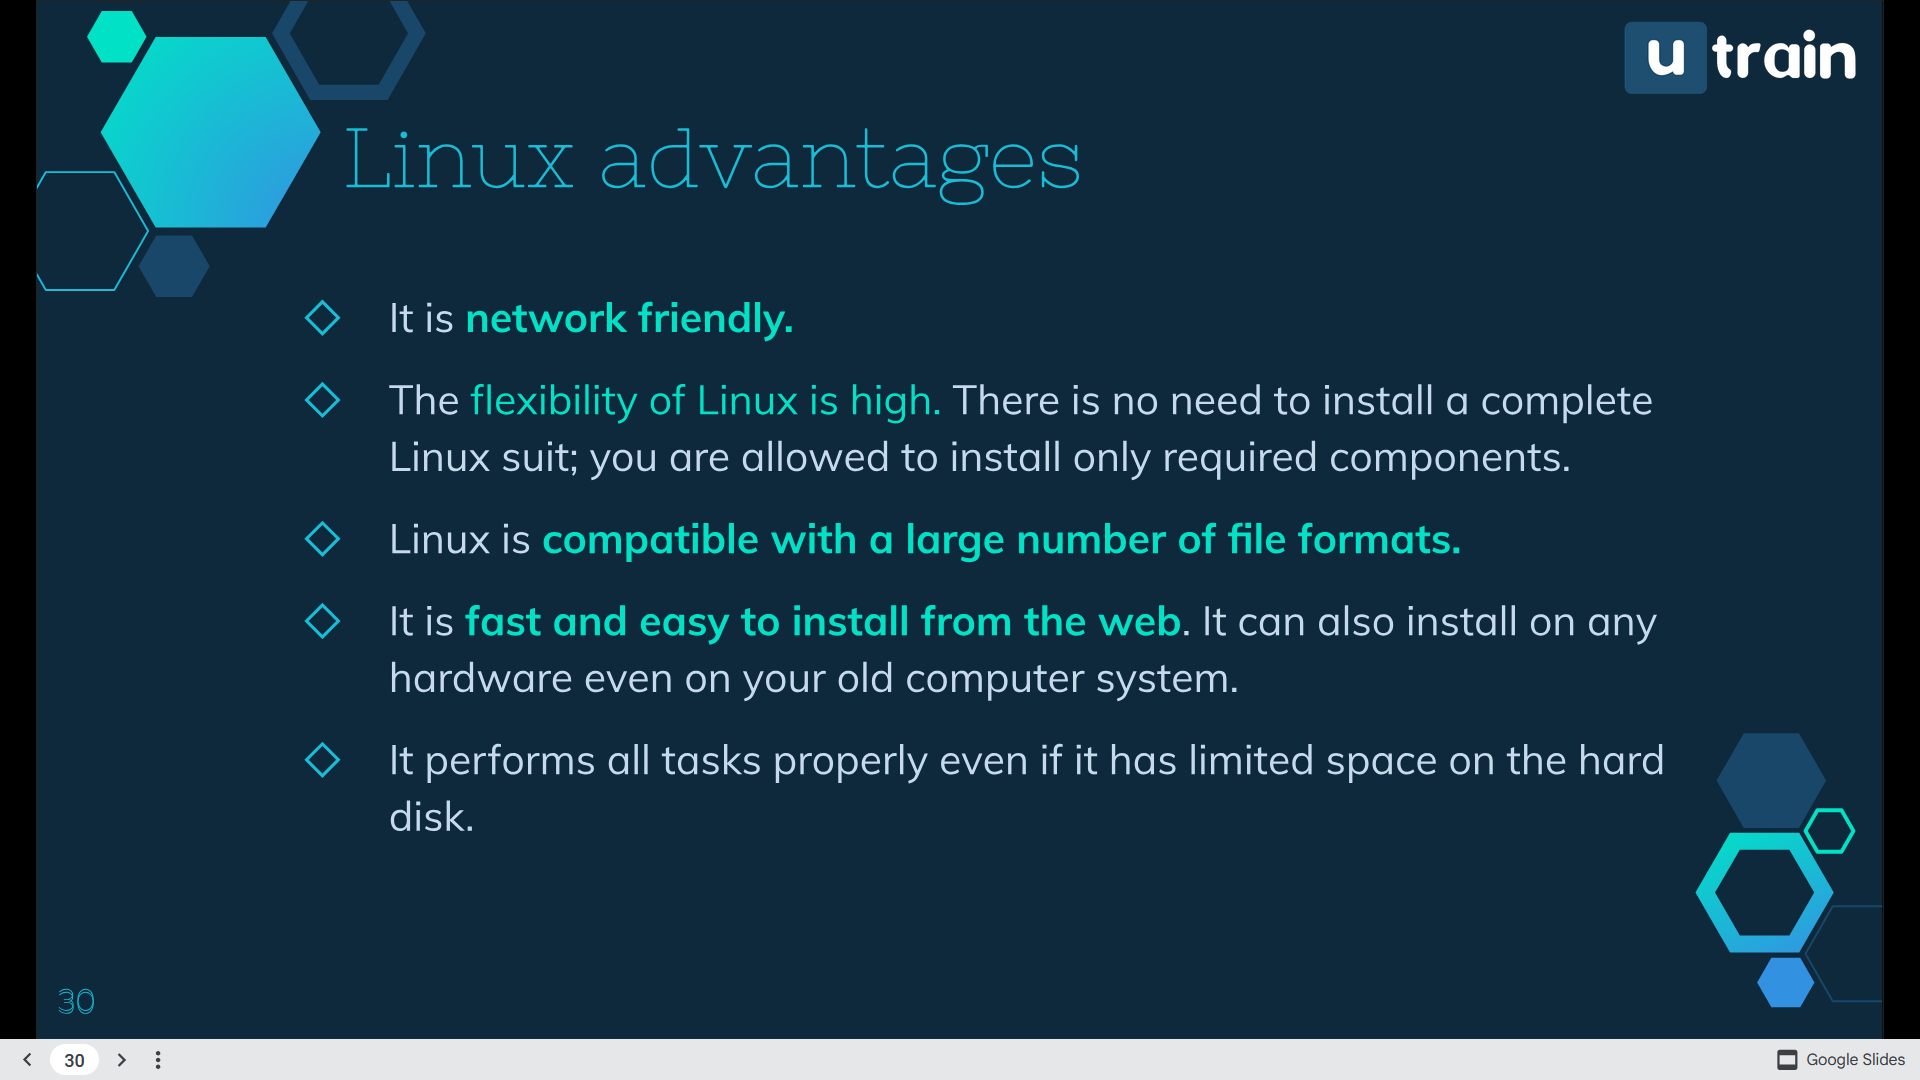 u train
Linux advantages
It is network friendly.
The flexibility of Linux is high. There is no need to install a complete
Linux suit; you are allowed to install only required components.
Linux is compatible with a large number of file formats.
It is fast and easy to install from the web. It can also install on any
hardware even on your old computer system.
It performs all tasks properly even if it has limited space on the hard
disk.
30
30
Google Slides